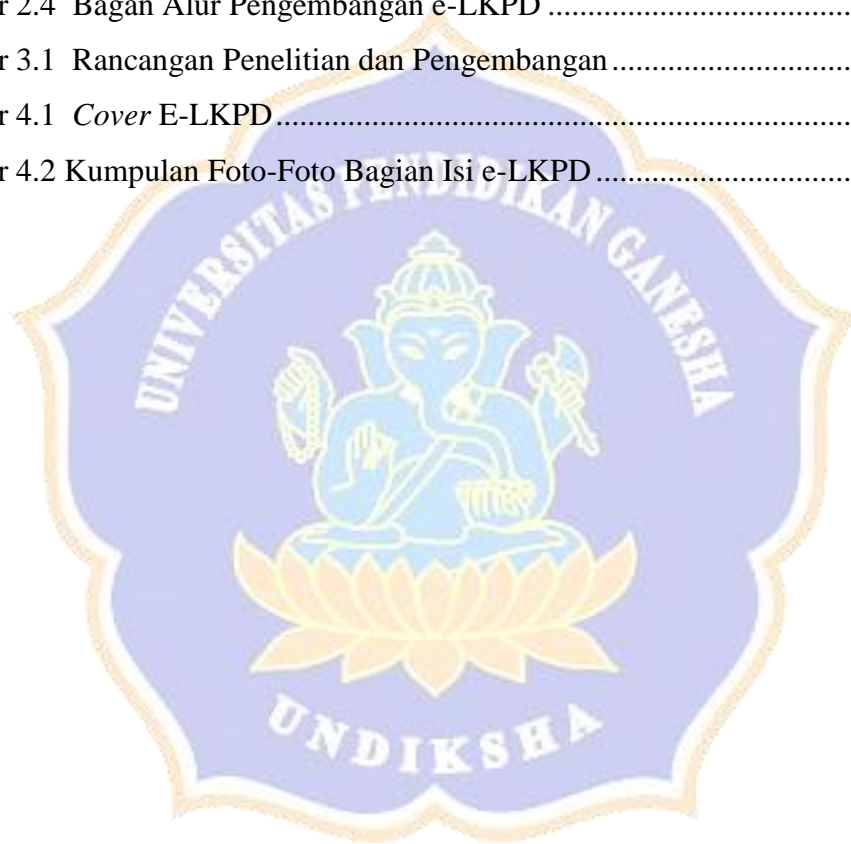 r 2.4 Bagan Alur Pengembangan e-LKPD ...................................
r 3.1 Rancangan Penelitian dan Pengembangan ..............................
r 4.1 Cover E-LKPD ........................................................................
r 4.2 Kumpulan Foto-Foto Bagian Isi e-LKPD ................................
UNIVERSITAS PENDIDIKAN GANESHA
UNDIKSHA